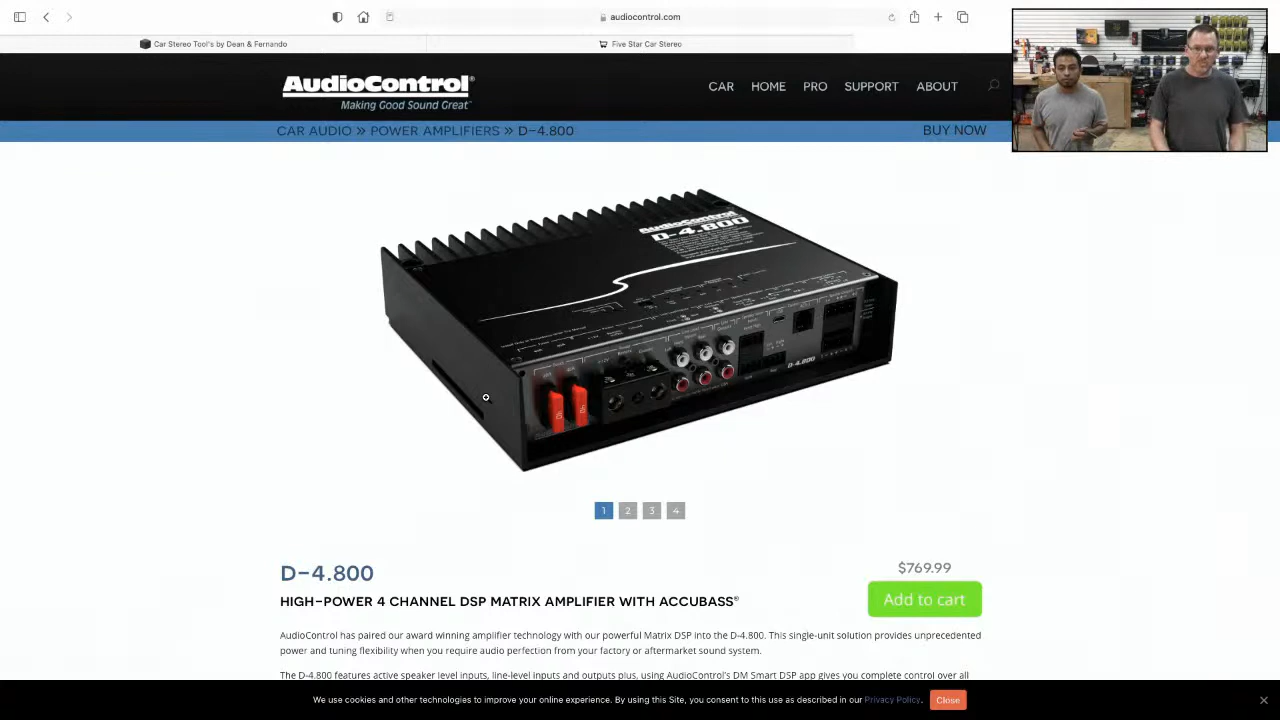 audiocontrol.com
Car Stereo Tool's by Dean & Fernando
Five Star Car Stereo
AudioControl®
Making Good Sound Great™
CAR HOME PRO SUPPORT ABOUT
CAR AUDIO » POWER AMPLIFIERS » D-4.800
BUY NOW
AudioControl
D-4.800
D-4.800
1 2 3 4
D-4.800
$769.99
HIGH-POWER 4 CHANNEL DSP MATRIX AMPLIFIER WITH ACCUBASS®
Add to cart
AudioControl has paired our award winning amplifier technology with our powerful Matrix DSP into the D-4.800. This single-unit solution provides unprecedented
power and tuning flexibility when you require audio perfection from your factory or aftermarket sound system.
The D-4.800 features active speaker level inputs, line-level inputs and outputs plus, using AudioControl's DM Smart DSP app gives you complete control over all
We use cookies and other technologies to improve your online experience. By using this Site, you consent to this use as described in our Privacy Policy.
Close